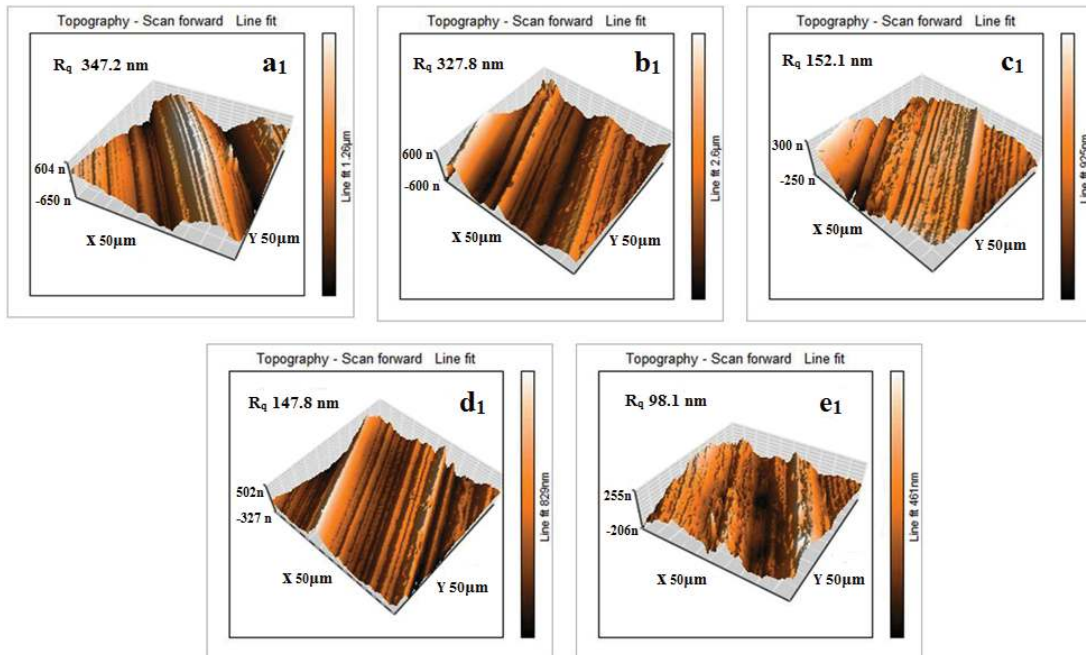 Topography - Scan forward Line fit
Rq 347.2 nm
a1
604 n
-650 n
X 50µm
Y 50µm
Line fit 1.26µm
Topography - Scan forward Line fit
Rq 327.8 nm
b1
600 n
-600 n
X 50µm
Y 50µm
Line fit 2.6µm
Topography - Scan forward Line fit
Rq 152.1 nm
c1
300 n
-250 n
X 50µm
Y 50µm
Line fit 925nm
Topography - Scan forward Line fit
Rq 147.8 nm
d1
502n
-327 n
X 50µm
Y 50µm
Line fit 829nm
Topography - Scan forward Line fit
Rq 98.1 nm
e1
255n
-206n
X 50µm
Y 50µm
Line fit 461nm